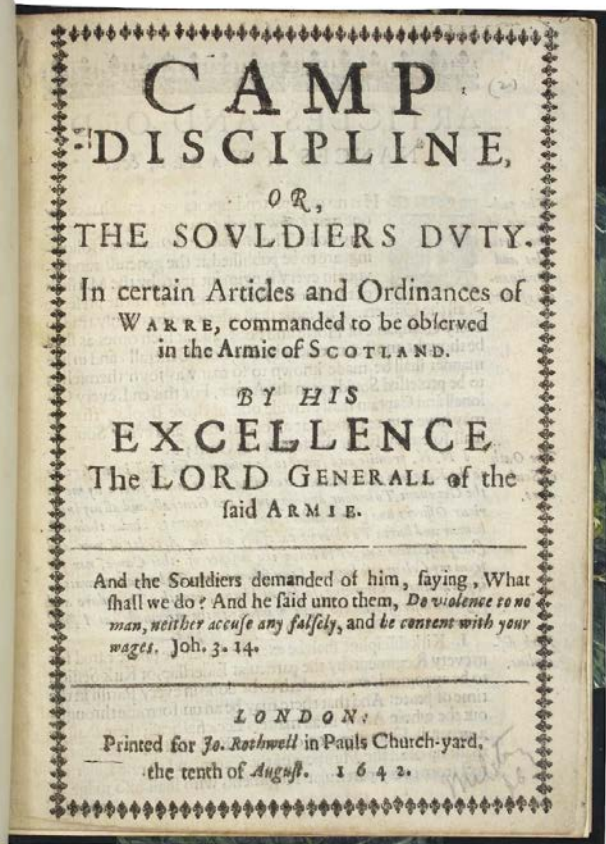 CAMP
DISCIPLINE,
OR,
THE SOVLDIERS DVTY.
In certain Articles and Ordinances of
WARRE, commanded to be obſerved
in the Armie of SCOTLAND.
BY HIS
EXCELLENCE
The LORD GENERALL of the
ſaid ARMIE.
And the Souldiers demanded of him, ſaying, What
ſhall we do? And he ſaid unto them, Do violence to no
man, neither accuſe any falſely, and be content with your
wages. Joh. 3. 14.
LONDON:
Printed for Jo. Rothwell in Pauls Church-yard,
the tenth of Auguſt. 1642.